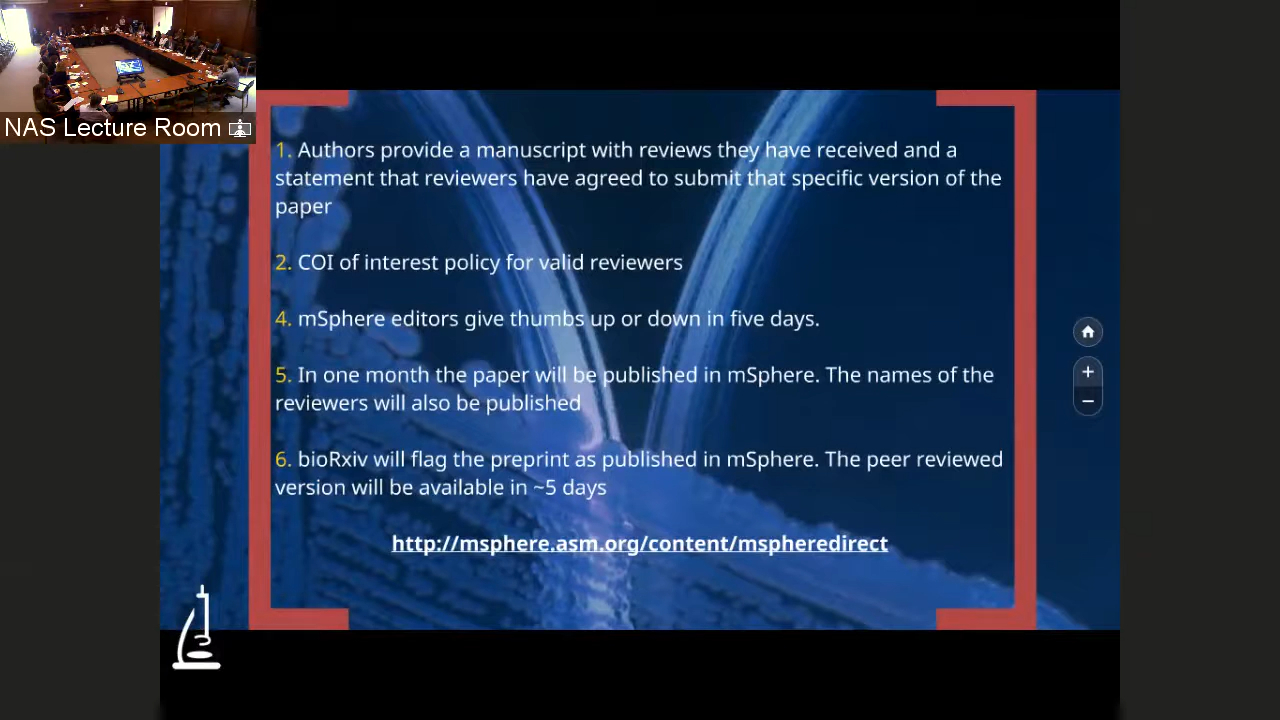 NAS Lecture Room
1. Authors provide a manuscript with reviews they have received and a
statement that reviewers have agreed to submit that specific version of the
paper
2. COI of interest policy for valid reviewers
4. mSphere editors give thumbs up or down in five days.
5. In one month the paper will be published in mSphere. The names of the
reviewers will also be published
6. bioRxiv will flag the preprint as published in mSphere. The peer reviewed
version will be available in ~5 days
http://msphere.asm.org/content/mspheredirect